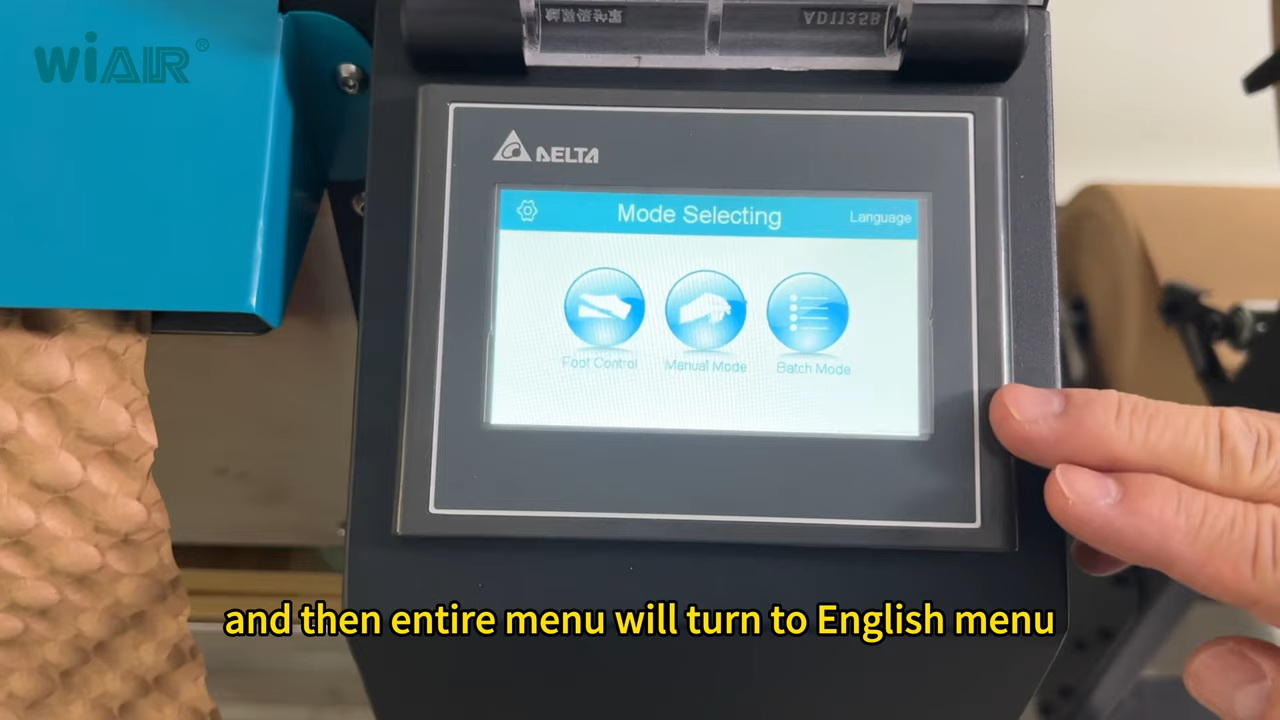 wiAIR®
AD1135B
DELTA
Mode Selecting
Language
Foot Control
Manual Mode
Batch Mode
and then entire menu will turn to English menu